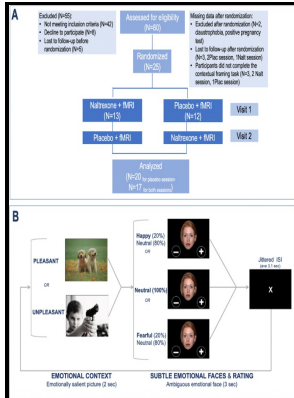 A
Excluded (N=55):
• Not meeting inclusion criteria (N=42)
• Decline to participate (N=8)
• Lost to follow-up before
randomization (N=5)
Assessed for eligibility
(N=80)
Missing data after randomization:
• Excluded after randomization (N=2,
claustrophobia, positive pregnancy
test)
• Lost to follow-up after randomization
(N=3, 2Plac session, 1Nalt session)
• Participants did not complete the
contextual framing task (N=3, 2 Nalt
session, 1Plac session)
Randomized
(N=25)
Naltrexone + fMRI
(N=13)
Placebo + fMRI
(N=12)
Visit 1
Placebo + fMRI
Naltrexone + fMRI
Visit 2
Analyzed
(N=20 for placebo session-
N=17 for both sessions)
B
PLEASANT
OR
UNPLEASANT
Happy (20%)
Neutral (80%)
OR
Neutral (100%)
OR
Fearful (20%)
Neutral (80%)
Jittered ISI
X
EMOTIONAL CONTEXT
Emotionally salient picture (2 sec)
SUBTLE EMOTIONAL FACES & RATING
Ambiguous emotional face (3 sec)